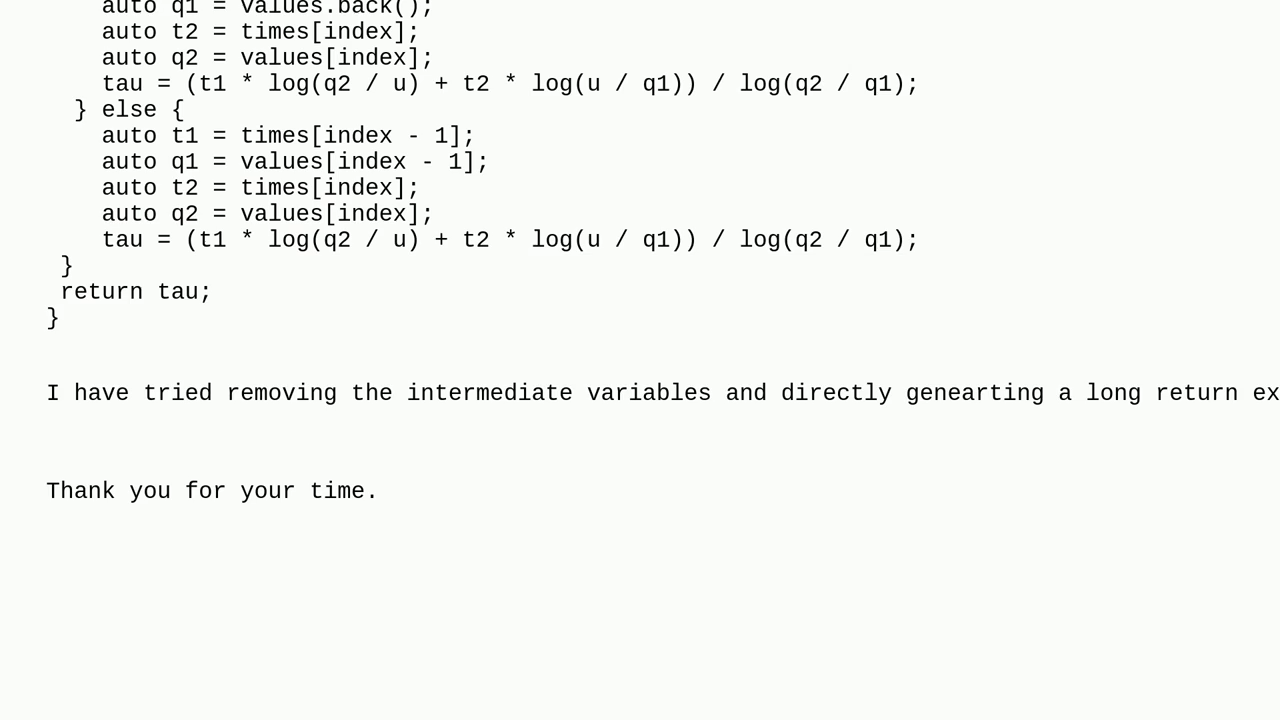 auto q1 = values.back();
auto t2 = times[index];
auto q2 = values[index];
tau = (t1 * log(q2 / u) + t2 * log(u / q1)) / log(q2 / q1);
} else {
auto t1 = times[index - 1];
auto q1 = values[index - 1];
auto t2 = times[index];
auto q2 = values[index];
tau = (t1 * log(q2 / u) + t2 * log(u / q1)) / log(q2 / q1);
}
return tau;
}
I have tried removing the intermediate variables and directly genearting a long return ex
Thank you for your time.